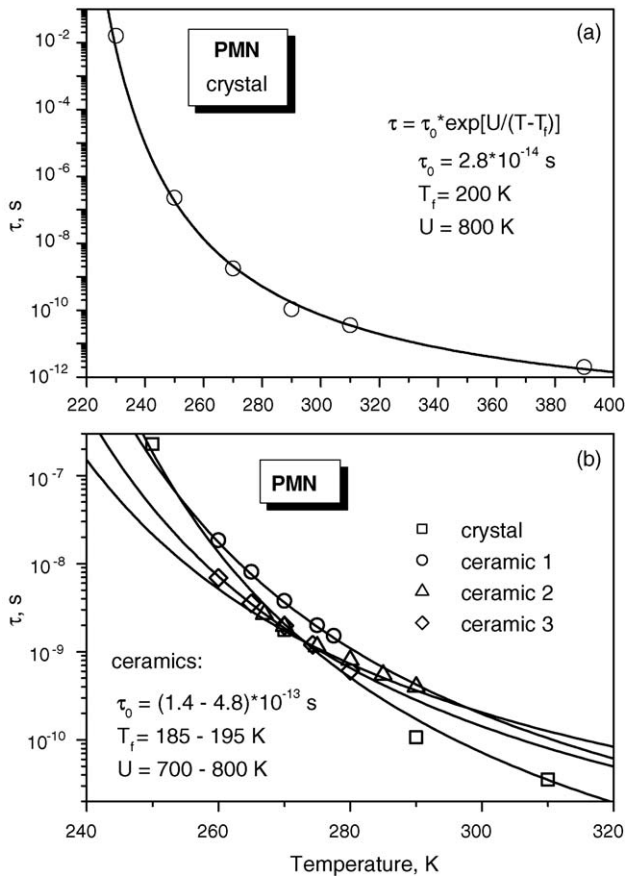 (a)
PMN
crystal
τ = τ₀*exp[U/(T-T_f)]
τ₀ = 2.8*10⁻¹⁴ s
T_f = 200 K
U = 800 K
τ, s
10⁻²
10⁻⁴
10⁻⁶
10⁻⁸
10⁻¹⁰
10⁻¹²
220 240 260 280 300 320 340 360 380 400
(b)
PMN
crystal
ceramic 1
ceramic 2
ceramic 3
ceramics:
τ₀ = (1.4 - 4.8)*10⁻¹³ s
T_f = 185 - 195 K
U = 700 - 800 K
τ, s
10⁻⁷
10⁻⁸
10⁻⁹
10⁻¹⁰
240 260 280 300 320
Temperature, K